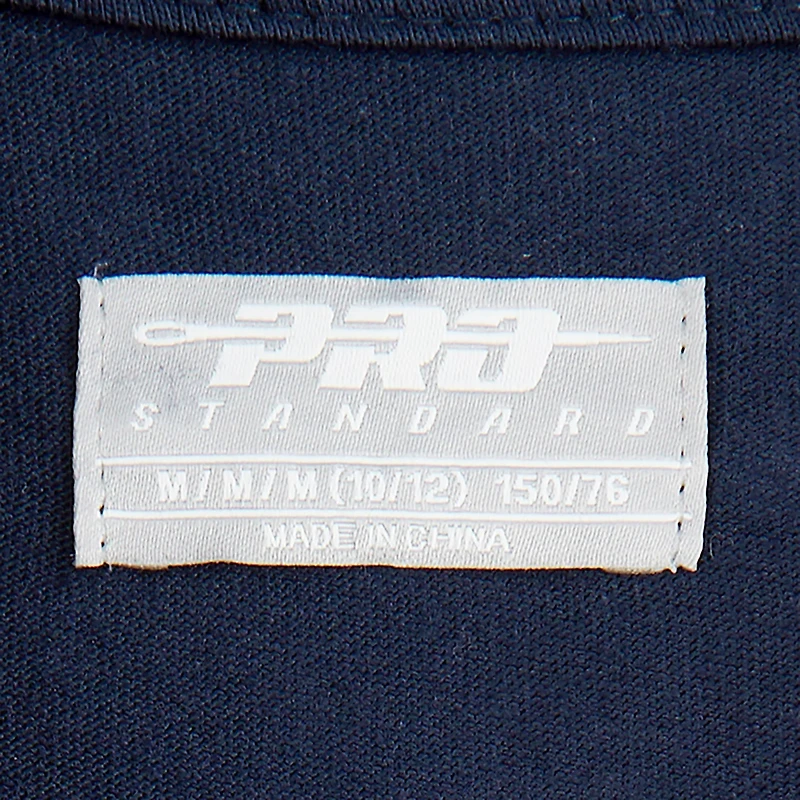 PRO
STANDARD
M/M/M (10/12) 150/76
MADE IN CHINA